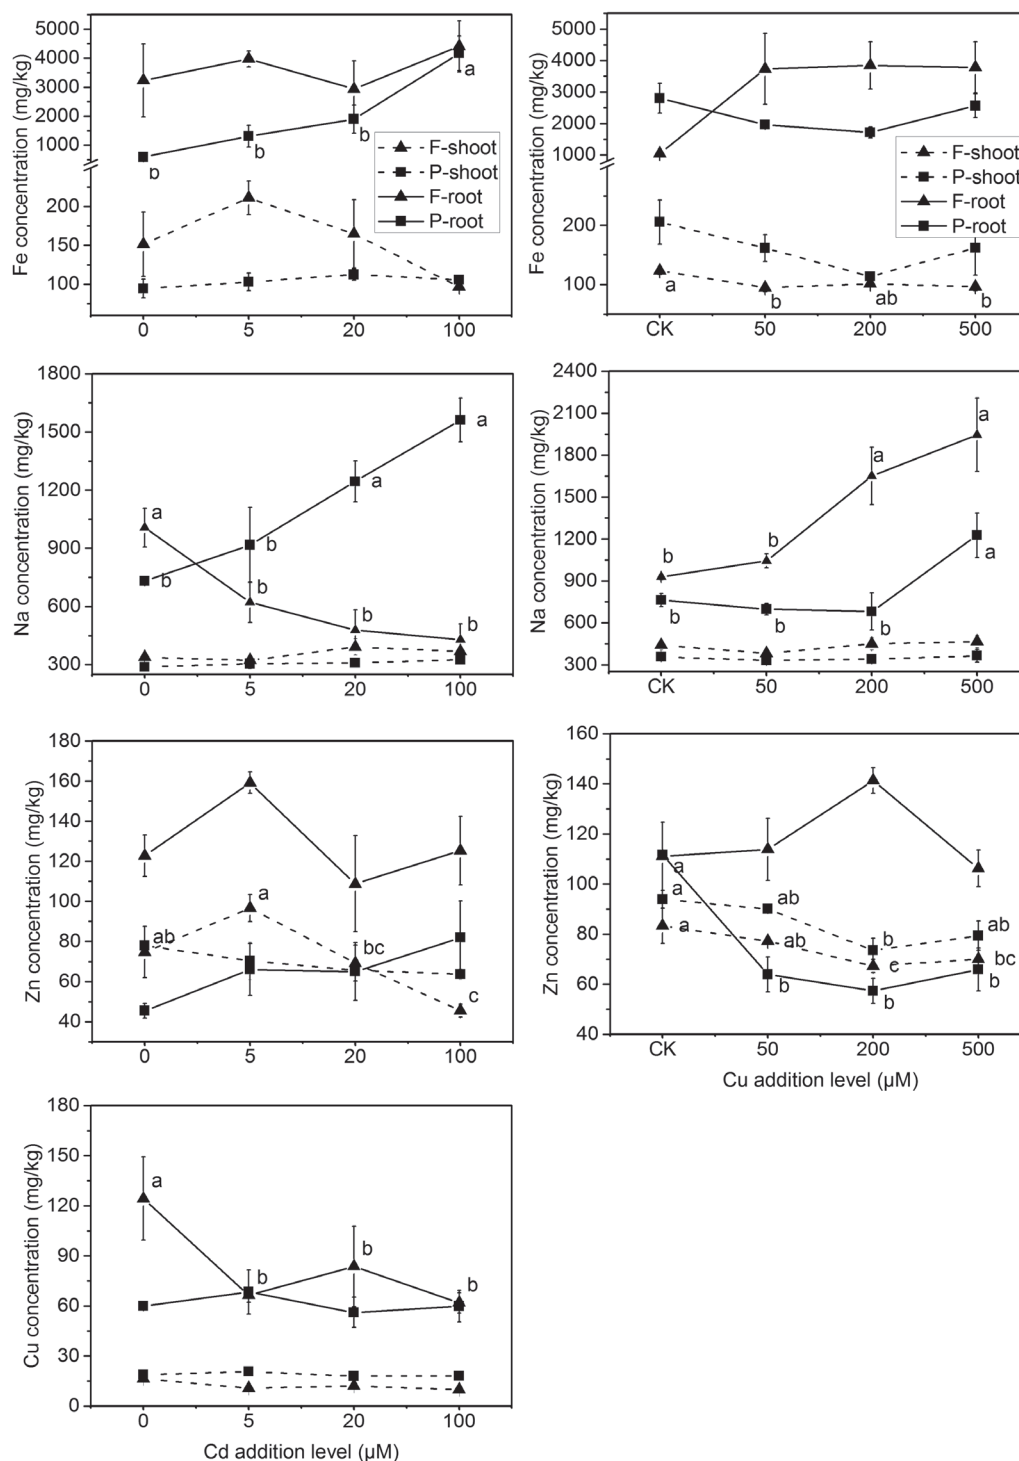 Fe concentration (mg/kg)
5000
4000
3000
2000
1000
200
150
100
a
b
b
b
F-shoot
P-shoot
F-root
P-root
0
5
20
100
Fe concentration (mg/kg)
5000
4000
3000
2000
1000
200
100
F-shoot
P-shoot
F-root
P-root
a
b
ab
b
CK
50
200
500
Na concentration (mg/kg)
1800
1500
1200
900
600
300
a
b
b
a
a
b
b
b
0
5
20
100
Na concentration (mg/kg)
2400
2100
1800
1500
1200
900
600
300
b
b
a
a
b
b
b
a
CK
50
200
500
Zn concentration (mg/kg)
180
160
140
120
100
80
60
40
ab
a
bc
c
0
5
20
100
Zn concentration (mg/kg)
160
140
120
100
80
60
40
a
a
a
ab
ab
b
b
c
b
ab
bc
b
CK
50
200
500
Cu addition level (µM)
Cu concentration (mg/kg)
180
150
120
90
60
30
0
a
b
b
b
0
5
20
100
Cd addition level (µM)